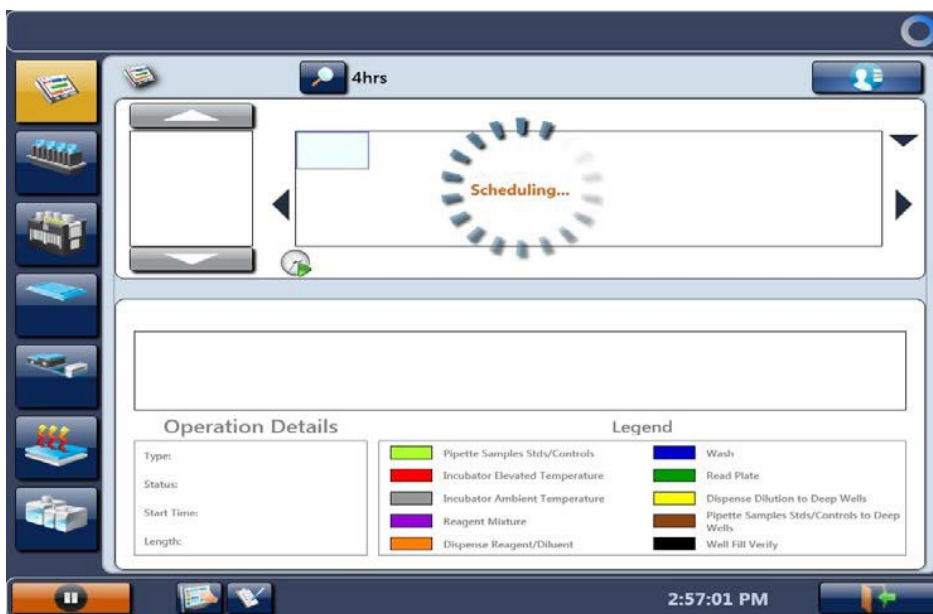 4hrs
Scheduling...
Operation Details
Type:
Status:
Start Time:
Length:
Legend
Pipette Samples Stds/Controls
Incubator Elevated Temperature
Incubator Ambient Temperature
Reagent Mixture
Dispense Reagent/Diluent
Wash
Read Plate
Dispense Dilution to Deep Wells
Pipette Samples Stds/Controls to Deep
Wells
Well Fill Verify
2:57:01 PM